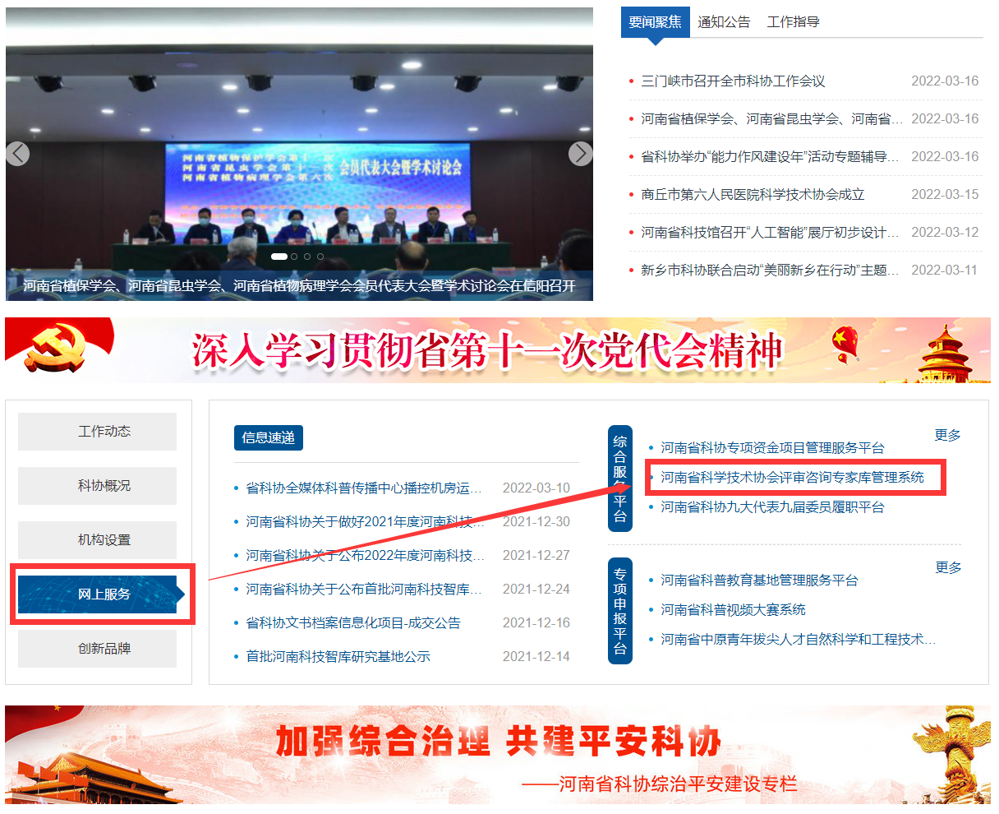 河南省植物保护学会第十一次
河南省昆虫学会第十一次
河南省植物病理学会第六次
会员代表大会暨学术讨论会
河南省植保学会、河南省昆虫学会、河南省植物病理学会会员代表大会暨学术讨论会在信阳召开
要闻聚焦 通知公告 工作指导
三门峡市召开全市科协工作会议 2022-03-16
河南省植保学会、河南省昆虫学会、河南省... 2022-03-16
省科协举办“能力作风建设年”活动专题辅导... 2022-03-16
商丘市第六人民医院科学技术协会成立 2022-03-15
河南省科技馆召开“人工智能”展厅初步设计... 2022-03-12
新乡市科协联合启动“美丽新乡在行动”主题... 2022-03-11
深入学习贯彻省第十一次党代会精神
工作动态
科协概况
机构设置
网上服务
创新品牌
信息速递
省科协全媒体科普传播中心播控机房运... 2022-03-10
河南省科协关于做好2021年度河南科技... 2021-12-30
河南省科协关于公布2022年度河南科技... 2021-12-27
河南省科协关于公布首批河南科技智库... 2021-12-24
省科协文书档案信息化项目-成交公告 2021-12-16
首批河南科技智库研究基地公示 2021-12-14
综合服务平台
更多
河南省科协专项资金项目管理服务平台
河南省科学技术协会评审咨询专家库管理系统
河南省科协九大代表九届委员履职平台
专项申报平台
更多
河南省科普教育基地管理服务平台
河南省科普视频大赛系统
河南省中原青年拔尖人才自然科学和工程技术...
加强综合治理 共建平安科协
——河南省科协综治平安建设专栏